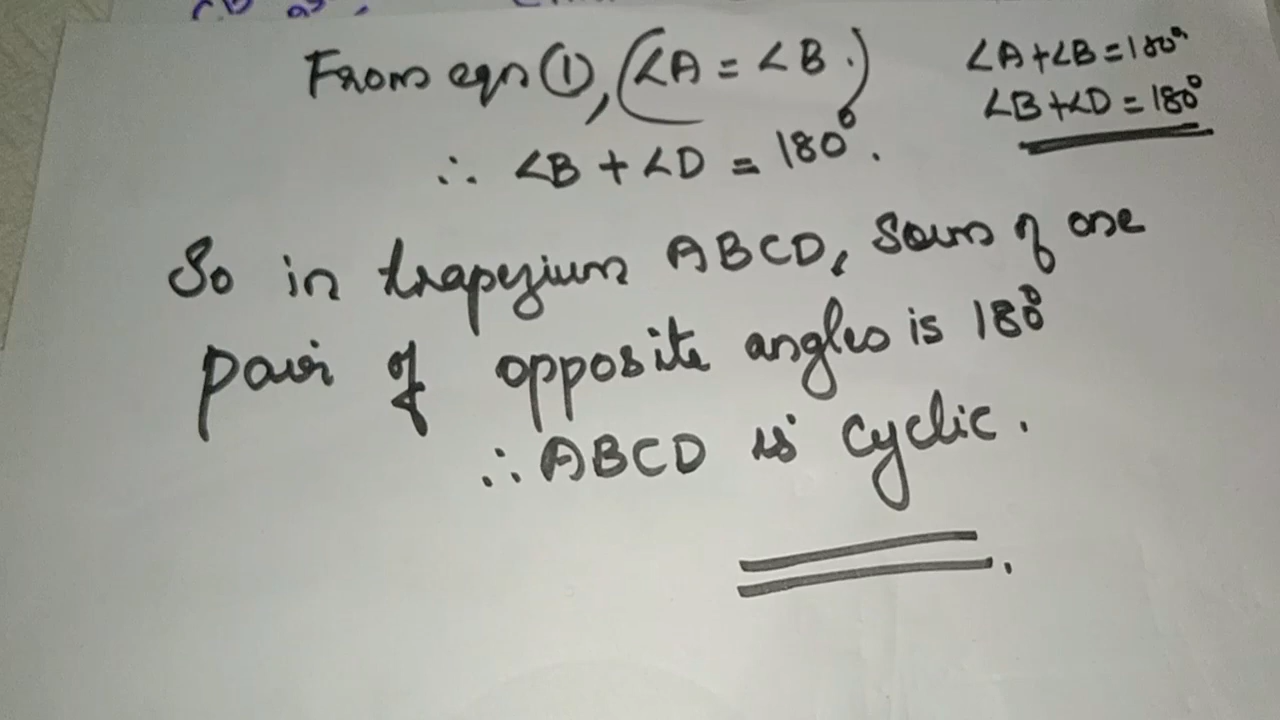 From eqn (1), (∠A = ∠B.)
∠A+∠B=180°
∠B+∠D=180°
∴ ∠B + ∠D = 180°.
So in trapezium ABCD, Sum of one
pair of opposite angles is 180°
∴ ABCD is cyclic.